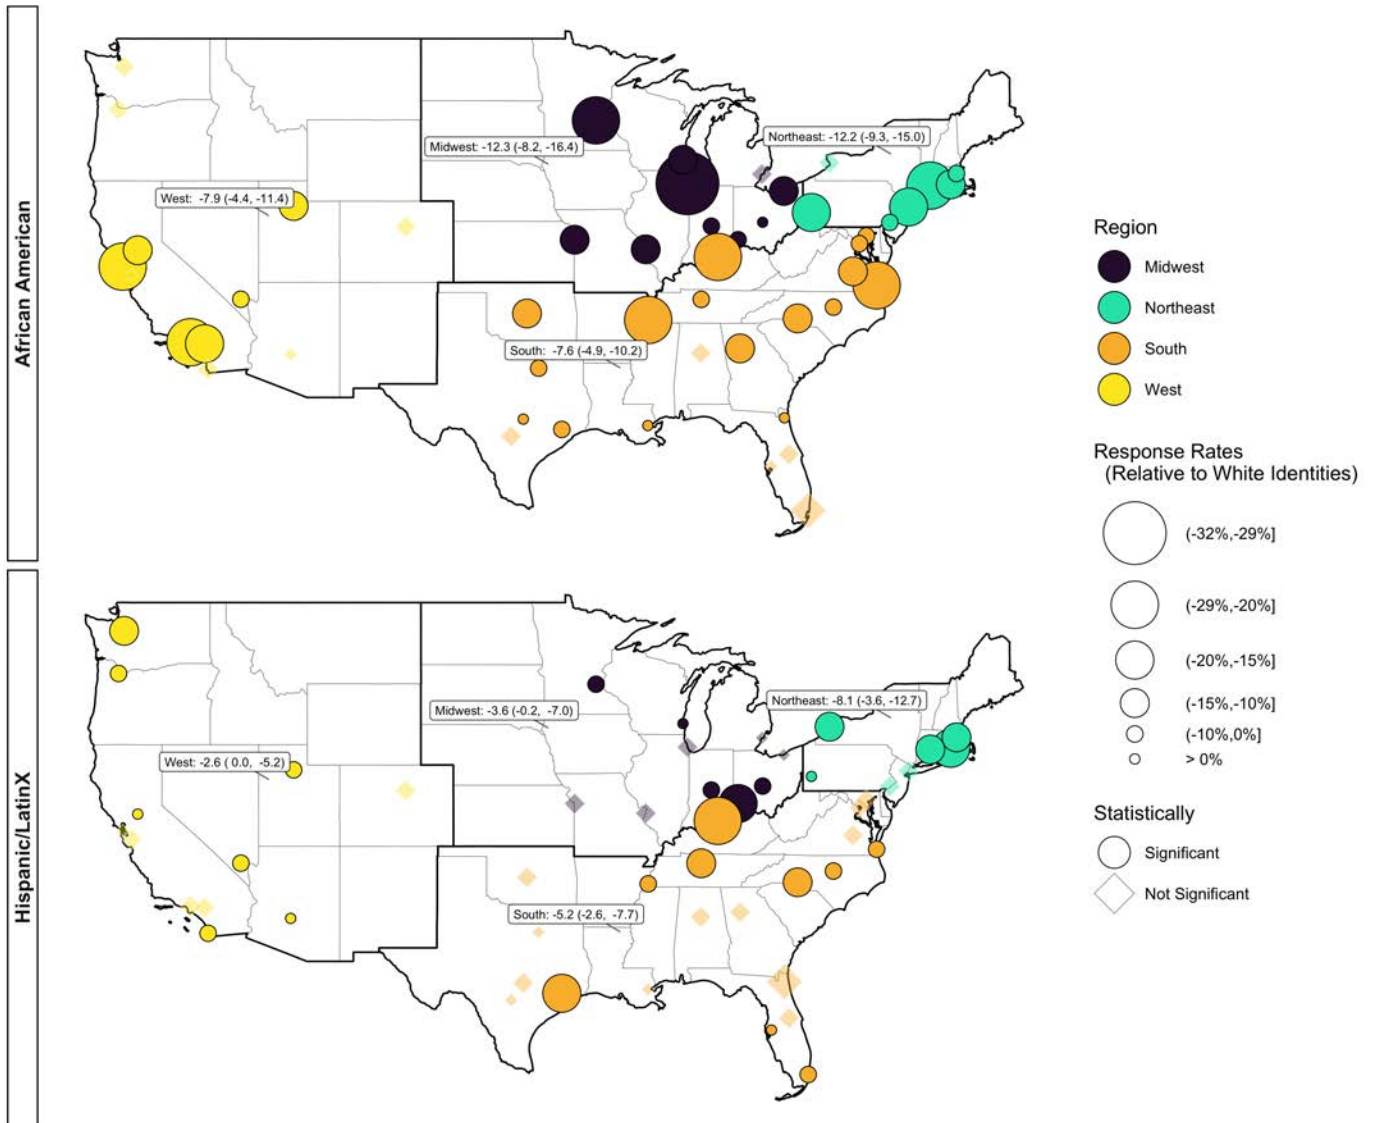 African American
Midwest: -12.3 (-8.2, -16.4)
Northeast: -12.2 (-9.3, -15.0)
West: -7.9 (-4.4, -11.4)
South: -7.6 (-4.9, -10.2)
Hispanic/LatinX
Midwest: -3.6 (-0.2, -7.0)
Northeast: -8.1 (-3.6, -12.7)
West: -2.6 ( 0.0, -5.2)
South: -5.2 (-2.6, -7.7)
Region
Midwest
Northeast
South
West
Response Rates
(Relative to White Identities)
(-32%,-29%]
(-29%,-20%]
(-20%,-15%]
(-15%,-10%]
(-10%,0%]
> 0%
Statistically
Significant
Not Significant